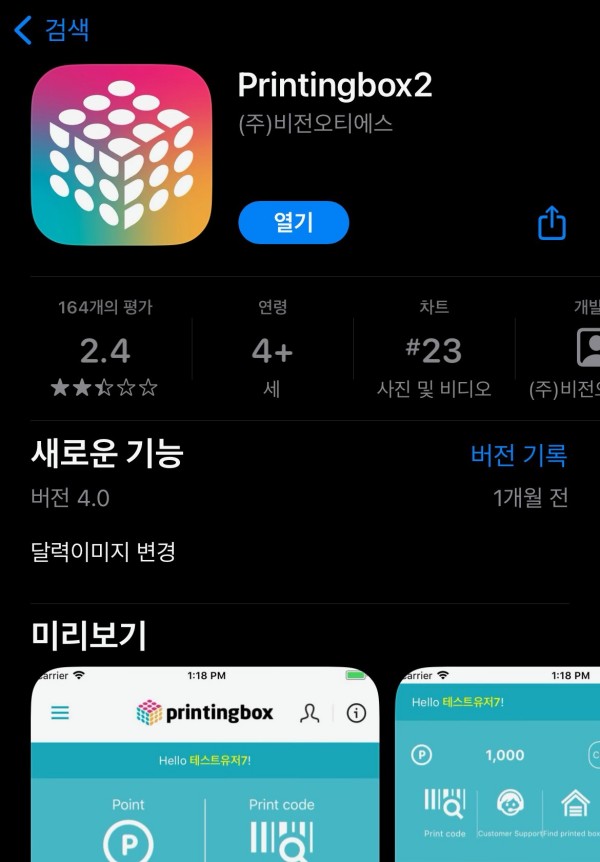 검색
Printingbox2
(주)비전오티에스
열기
164개의 평가
2.4
연령
4+
세
차트
#23
사진 및 비디오
개발
(주)비전오
새로운 기능
버전 기록
버전 4.0
1개월 전
달력이미지 변경
미리보기
arrier
1:18 PM
printingbox
Hello 테스트유저7!
Point
P
Print code
arrier
1:18 PM
Hello 테스트유저7!
P
1,000
C
Print code
Customer Support
Find printed box